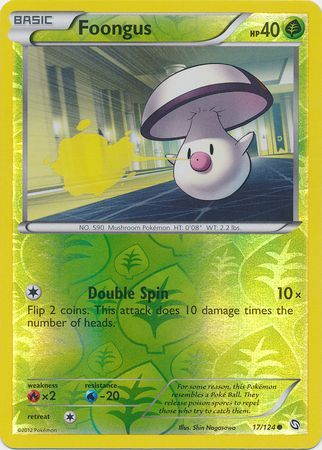 BASIC
Foongus
HP40
NO. 590 Mushroom Pokémon HT: 0'08" WT: 2.2 lbs.
Double Spin 10×
Flip 2 coins. This attack does 10 damage times the
number of heads.
weakness
×2
resistance
-20
retreat
For some reason, this Pokémon
resembles a Poké Ball. They
release poison spores to repel
those who try to catch them.
©2012 Pokémon
Illus. Shin Nagasawa
17/124